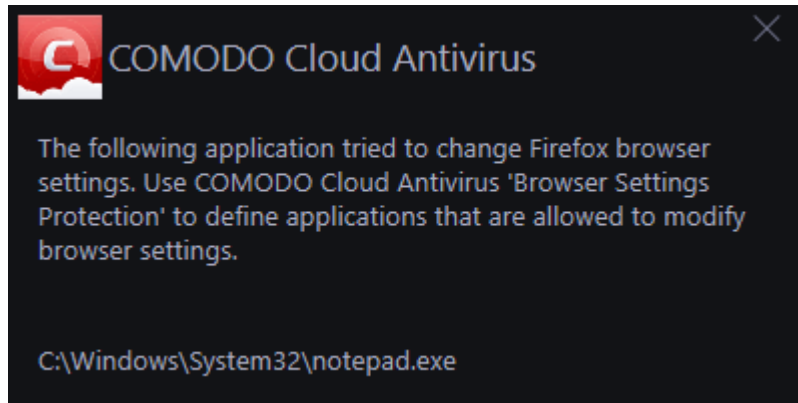 COMODO Cloud Antivirus
The following application tried to change Firefox browser
settings. Use COMODO Cloud Antivirus 'Browser Settings
Protection' to define applications that are allowed to modify
browser settings.
C:\Windows\System32\notepad.exe